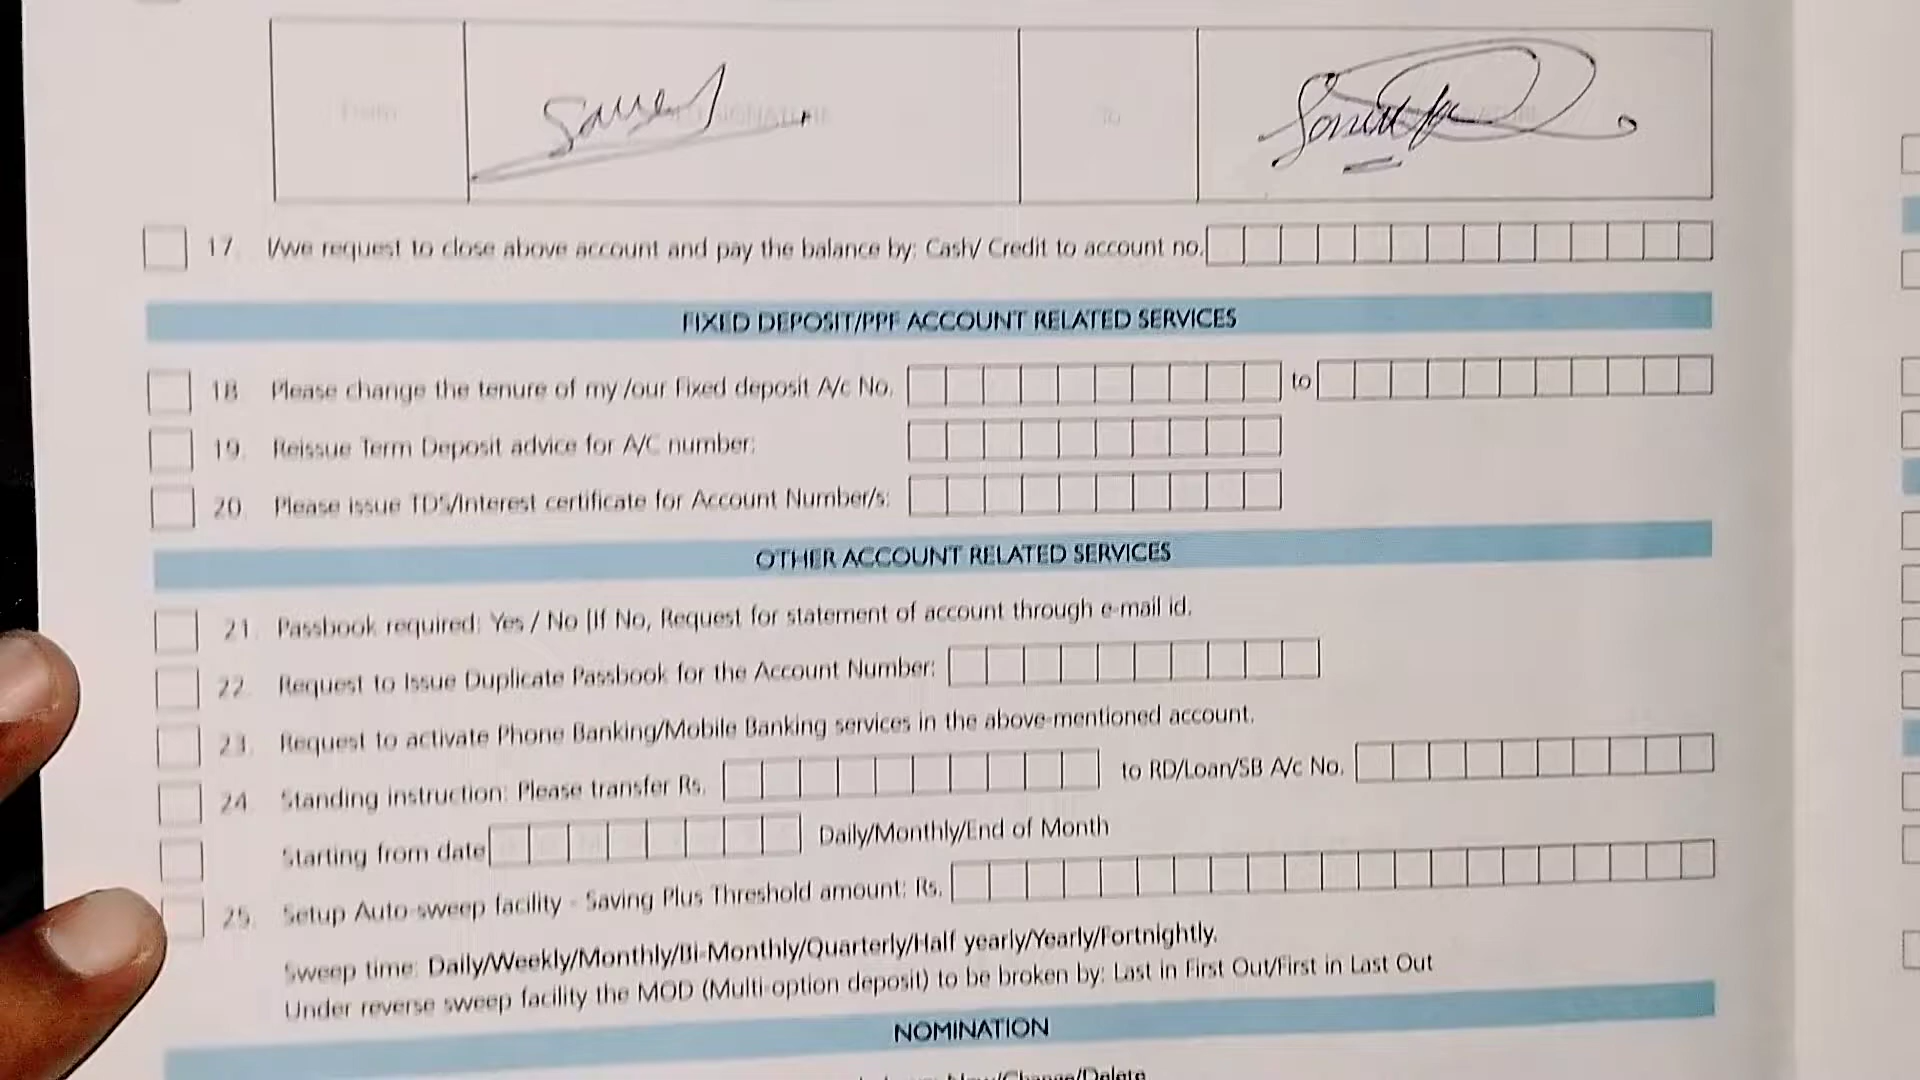 From SIGNATURE To
17. I/we request to close above account and pay the balance by: Cash/ Credit to account no.
FIXED DEPOSIT/PPF ACCOUNT RELATED SERVICES
18. Please change the tenure of my /our Fixed deposit A/c No. to
19. Reissue Term Deposit advice for A/C number:
20. Please issue TDS/Interest certificate for Account Number/s:
OTHER ACCOUNT RELATED SERVICES
21. Passbook required: Yes / No [If No, Request for statement of account through e-mail id.
22. Request to Issue Duplicate Passbook for the Account Number:
23. Request to activate Phone Banking/Mobile Banking services in the above-mentioned account.
24. Standing instruction: Please transfer Rs. to RD/Loan/SB A/c No.
Starting from date Daily/Monthly/End of Month
25. Setup Auto-sweep facility - Saving Plus Threshold amount: Rs.
Sweep time: Daily/Weekly/Monthly/Bi-Monthly/Quarterly/Half yearly/Yearly/Fortnightly.
Under reverse sweep facility the MOD (Multi-option deposit) to be broken by: Last in First Out/First in Last Out
NOMINATION
New/Change/Delete